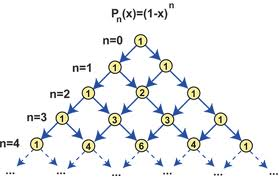 Pn(x)=(1-x)^n
n=0 1
n=1 1 1
n=2 1 2 1
n=3 1 3 3 1
n=4 1 4 6 4 1
... ... ... ... ... ...